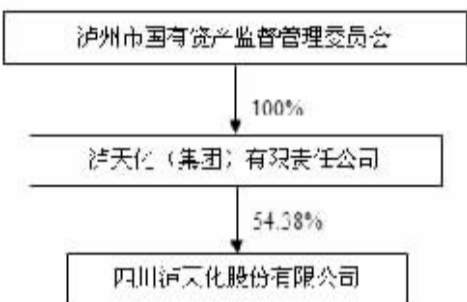 泸州市国有资产监督管理委员会
100%
泸天化（集团）有限责任公司
54.38%
四川泸天化股份有限公司